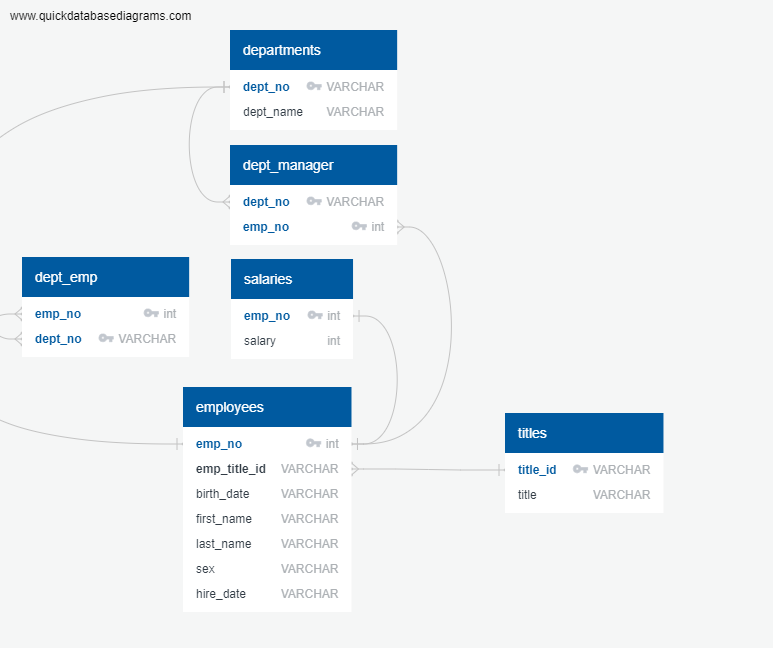 www.quickdatabasediagrams.com
departments
dept_no VARCHAR
dept_name VARCHAR
dept_manager
dept_no VARCHAR
emp_no int
dept_emp
emp_no int
dept_no VARCHAR
salaries
emp_no int
salary int
employees
emp_no int
emp_title_id VARCHAR
birth_date VARCHAR
first_name VARCHAR
last_name VARCHAR
sex VARCHAR
hire_date VARCHAR
titles
title_id VARCHAR
title VARCHAR